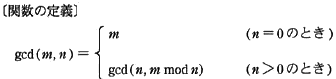 〔関数の定義〕
m （n＝0のとき）
gcd(m, n)＝
gcd(n, m mod n) （n＞0のとき）